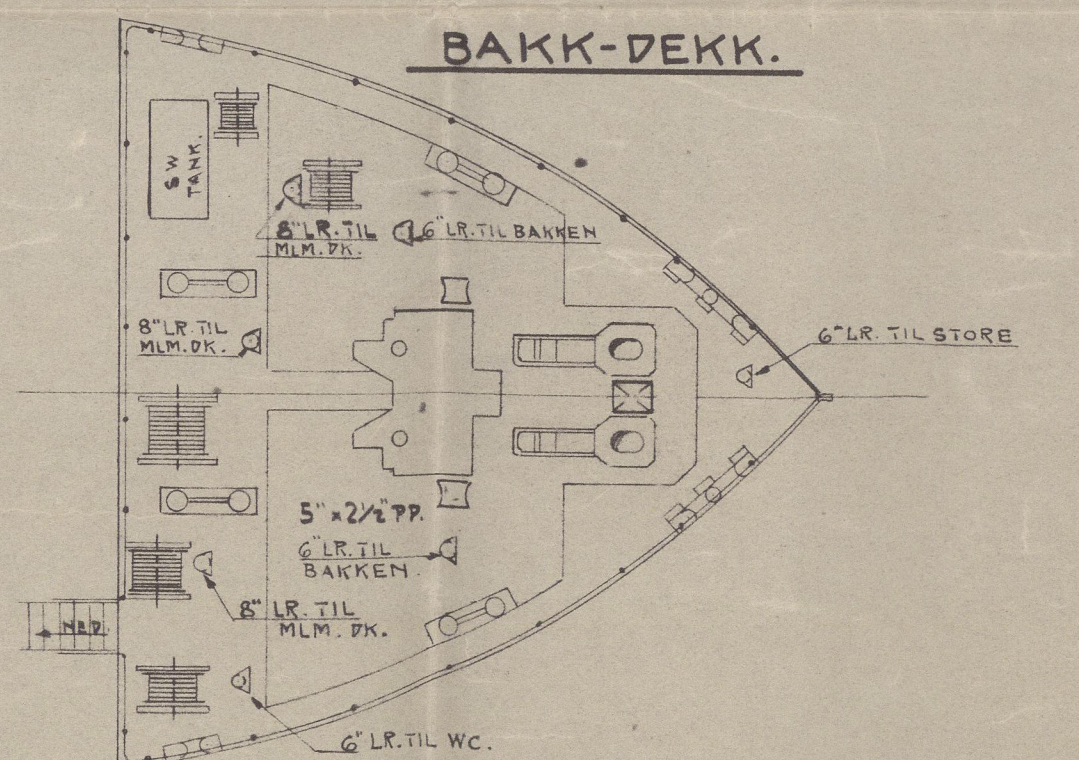 BAKK-DEKK.
SW
TANK.
8" LR. TIL
MLM. DK.
6" LR. TIL BAKKEN
8" LR. TIL
MLM. DK.
6" LR. TIL STORE
5" x 2½" PP.
6" LR. TIL
BAKKEN.
8" LR. TIL
MLM. DK.
NED.
6" LR. TIL WC.